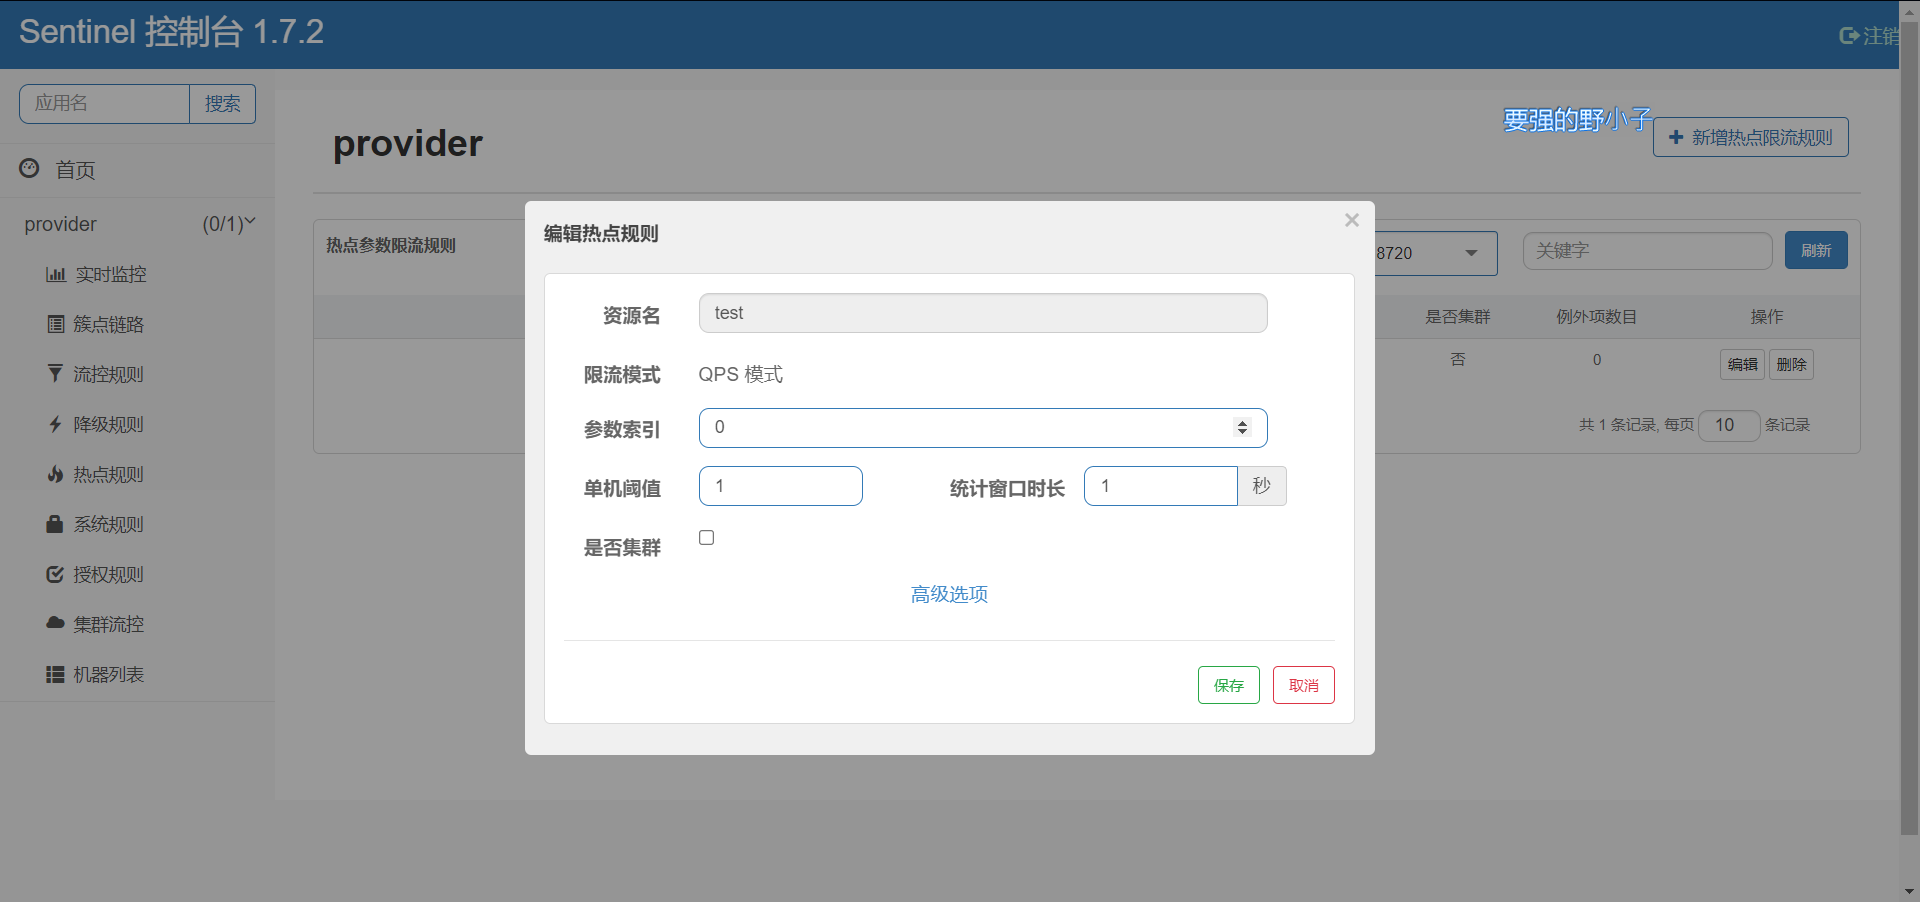 Sentinel 控制台 1.7.2
注销
应用名
搜索
首页
provider (0/1)
实时监控
簇点链路
流控规则
降级规则
热点规则
系统规则
授权规则
集群流控
机器列表
provider
要强的野小子
新增热点限流规则
热点参数限流规则
8720
关键字
刷新
是否集群 例外项数目 操作
否 0 编辑 删除
共 1 条记录, 每页 10 条记录
编辑热点规则
×
资源名 test
限流模式 QPS 模式
参数索引 0
单机阈值 1 统计窗口时长 1 秒
是否集群
高级选项
保存 取消